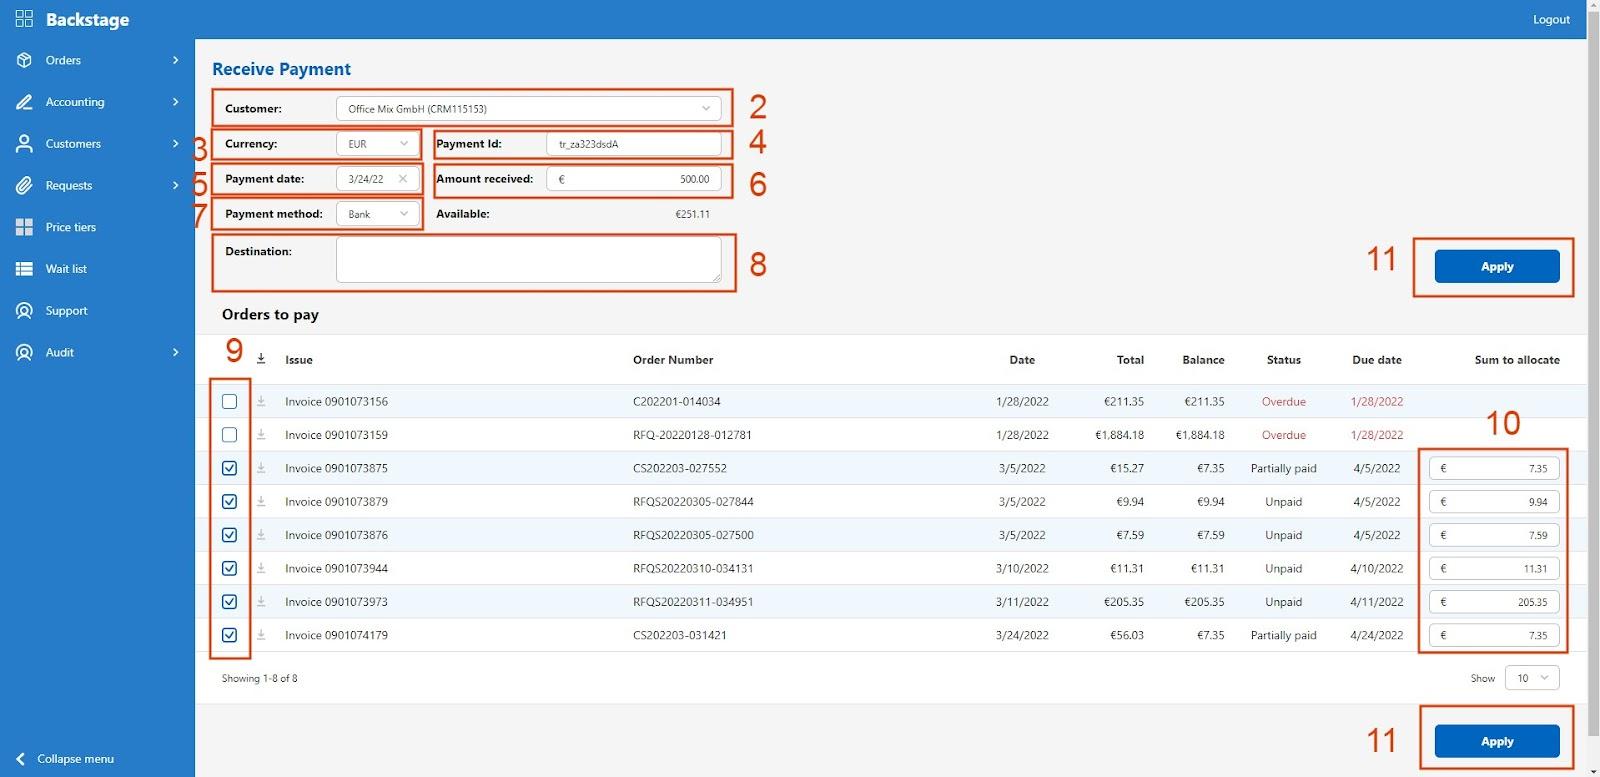 Backstage
Logout
Orders
Accounting
Customers
Requests
Price tiers
Wait list
Support
Audit
Collapse menu
Receive Payment
Customer: Office Mix GmbH (CRM115153) 2
3 Currency: EUR Payment Id: tr_za323dsdA 4
5 Payment date: 3/24/22 Amount received: € 500.00 6
7 Payment method: Bank Available: €251.11
Destination: 8
11 Apply
Orders to pay
9 Issue Order Number Date Total Balance Status Due date Sum to allocate
Invoice 0901073156 C202201-014034 1/28/2022 €211.35 €211.35 Overdue 1/28/2022
10
Invoice 0901073159 RFQ-20220128-012781 1/28/2022 €1,884.18 €1,884.18 Overdue 1/28/2022
Invoice 0901073875 CS202203-027552 3/5/2022 €15.27 €7.35 Partially paid 4/5/2022 € 7.35
Invoice 0901073879 RFQS20220305-027844 3/5/2022 €9.94 €9.94 Unpaid 4/5/2022 € 9.94
Invoice 0901073876 RFQS20220305-027500 3/5/2022 €7.59 €7.59 Unpaid 4/5/2022 € 7.59
Invoice 0901073944 RFQS20220310-034131 3/10/2022 €11.31 €11.31 Unpaid 4/10/2022 € 11.31
Invoice 0901073973 RFQS20220311-034951 3/11/2022 €205.35 €205.35 Unpaid 4/11/2022 € 205.35
Invoice 0901074179 CS202203-031421 3/24/2022 €56.03 €7.35 Partially paid 4/24/2022 € 7.35
Showing 1-8 of 8 Show 10
11 Apply